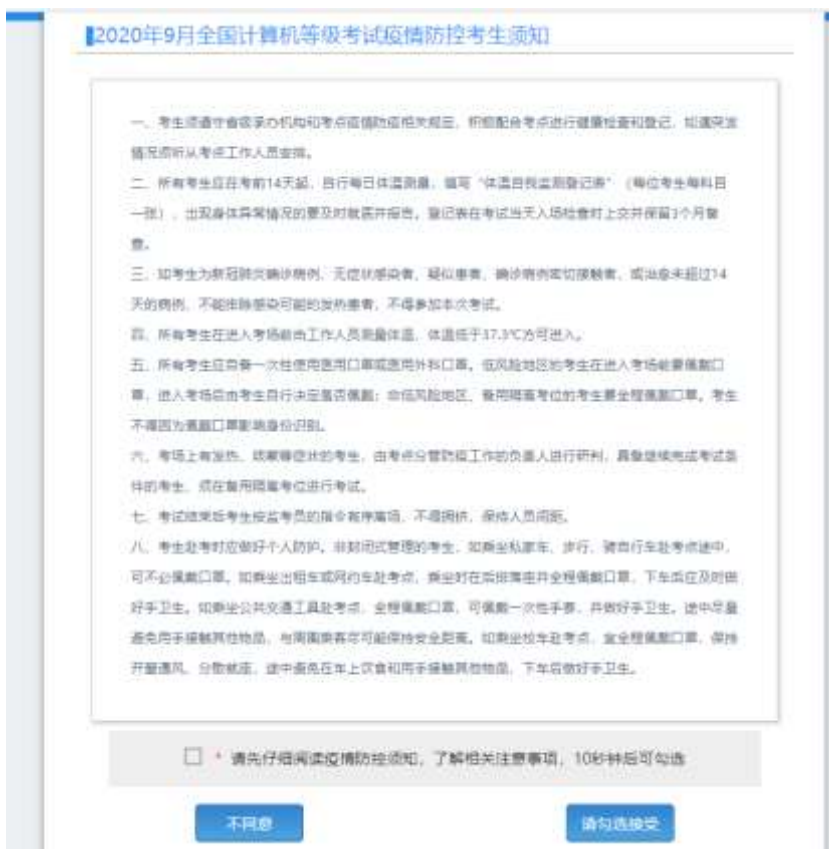 2020年9月全国计算机等级考试疫情防控考生须知
一、考生须遵守省级承办机构和考点疫情防疫相关规定，积极配合考点进行健康检查和登记，如遇突发
情况须听从考点工作人员安排。
二、所有考生应在考前14天起，自行每日体温测量，填写“体温自我监测登记表”（每位考生每科目
一张），出现身体异常情况的要及时就医并报告。登记表在考试当天入场检查时上交并保留3个月备
查。
三、如考生为新冠肺炎确诊病例、无症状感染者、疑似患者、确诊病例密切接触者，或治愈未超过14
天的病例、不能排除感染可能的发热患者，不得参加本次考试。
四、所有考生在进入考场前由工作人员测量体温，体温低于37.3℃方可进入。
五、所有考生应自备一次性使用医用口罩或医用外科口罩。低风险地区的考生在进入考场前要佩戴口
罩，进入考场后由考生自行决定是否佩戴；非低风险地区、备用隔离考位的考生要全程佩戴口罩。考生
不得因为佩戴口罩影响身份识别。
六、考场上有发热、咳嗽等症状的考生，由考点分管防疫工作的负责人进行研判，具备继续完成考试条
件的考生，须在备用隔离考位进行考试。
七、考试结束后考生按监考员的指令有序离场，不得拥挤，保持人员间距。
八、考生赴考时应做好个人防护。非封闭式管理的考生，如乘坐私家车、步行、骑自行车赴考点途中，
可不必佩戴口罩。如乘坐出租车或网约车赴考点，乘坐时在后排落座并全程佩戴口罩，下车后应及时做
好手卫生。如乘坐公共交通工具赴考点，全程佩戴口罩，可佩戴一次性手套，并做好手卫生。途中尽量
避免用手接触其他物品，与周围乘客尽可能保持安全距离。如乘坐校车赴考点，宜全程佩戴口罩，保持
开窗通风，分散就座，途中避免在车上饮食和用手接触其他物品，下车后做好手卫生。
* 请先仔细阅读疫情防控须知，了解相关注意事项，10秒钟后可勾选
不同意
请勾选接受